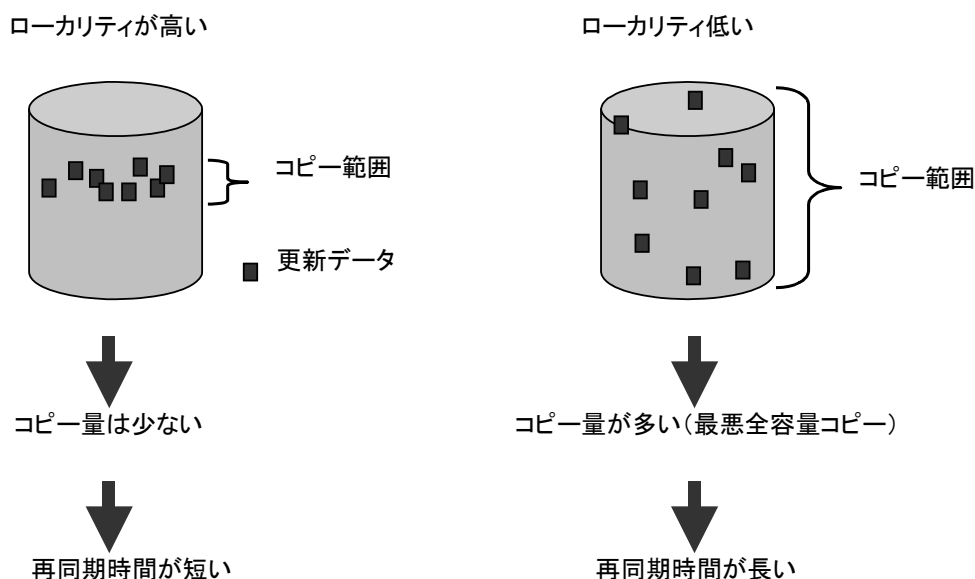 ローカリティが高い
コピー範囲
更新データ
コピー量は少ない
再同期時間が短い
ローカリティ低い
コピー範囲
コピー量が多い(最悪全容量コピー)
再同期時間が長い